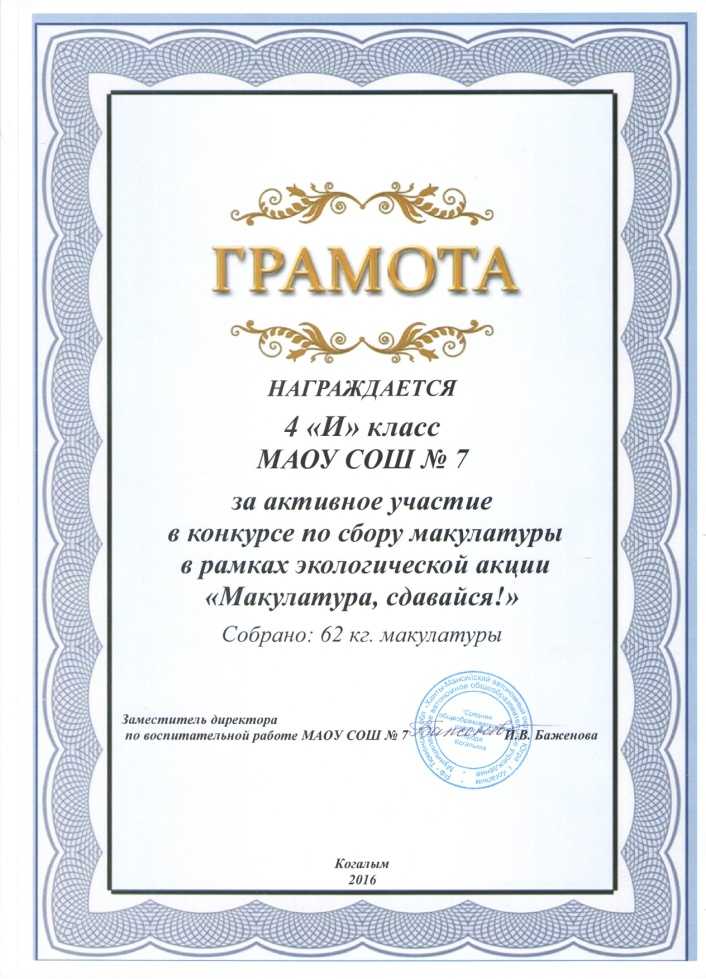 ГРАМОТА
НАГРАЖДАЕТСЯ
4 «И» класс
МАОУ СОШ № 7
за активное участие
в конкурсе по сбору макулатуры
в рамках экологической акции
«Макулатура, сдавайся!»
Собрано: 62 кг. макулатуры
Заместитель директора
по воспитательной работе МАОУ СОШ № 7 И.В. Баженова
Когалым
2016